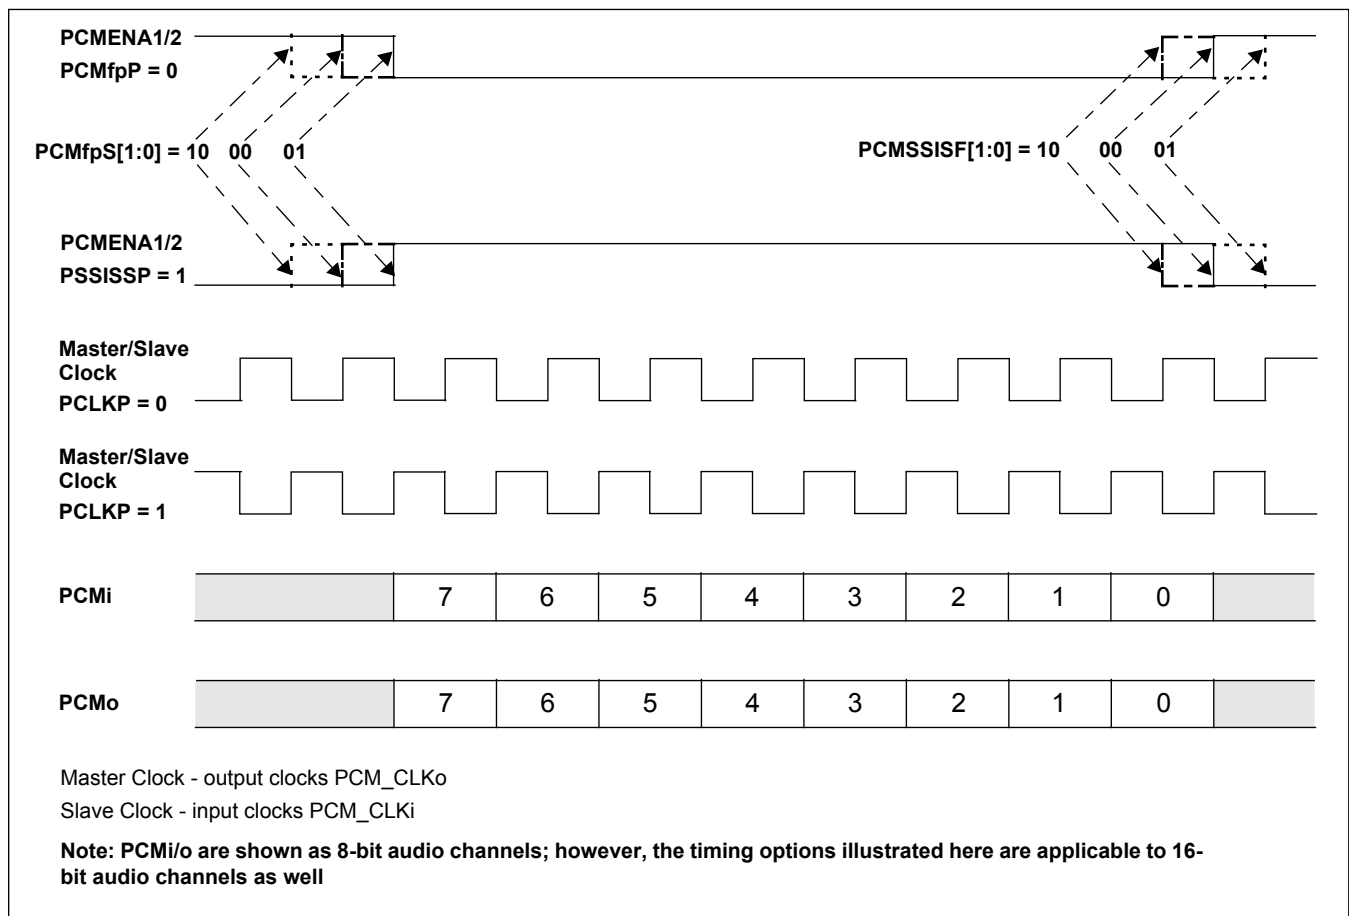 PCMENA1/2
PCMfpP = 0
PCMfpS[1:0] = 10 00 01
PCMSSISF[1:0] = 10 00 01
PCMENA1/2
PSSISSP = 1
Master/Slave
Clock
PCLKP = 0
Master/Slave
Clock
PCLKP = 1
PCMi
7 6 5 4 3 2 1 0
PCMo
7 6 5 4 3 2 1 0
Master Clock - output clocks PCM_CLKo
Slave Clock - input clocks PCM_CLKi
Note: PCMi/o are shown as 8-bit audio channels; however, the timing options illustrated here are applicable to 16-
bit audio channels as well